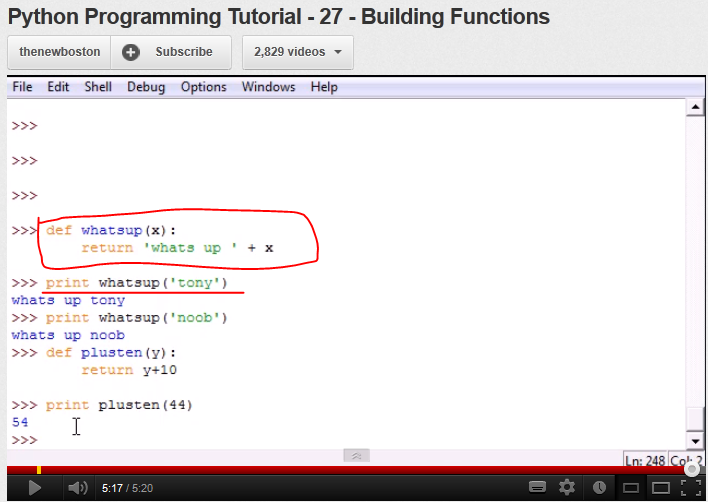 Python Programming Tutorial - 27 - Building Functions
thenewboston Subscribe 2,829 videos
File Edit Shell Debug Options Windows Help
>>>
>>>
>>>
>>> def whatsup(x):
return 'whats up ' + x
>>> print whatsup('tony')
whats up tony
>>> print whatsup('noob')
whats up noob
>>> def plusten(y):
return y+10
>>> print plusten(44)
54
>>>
Ln: 248 Col: 2
5:17 / 5:20